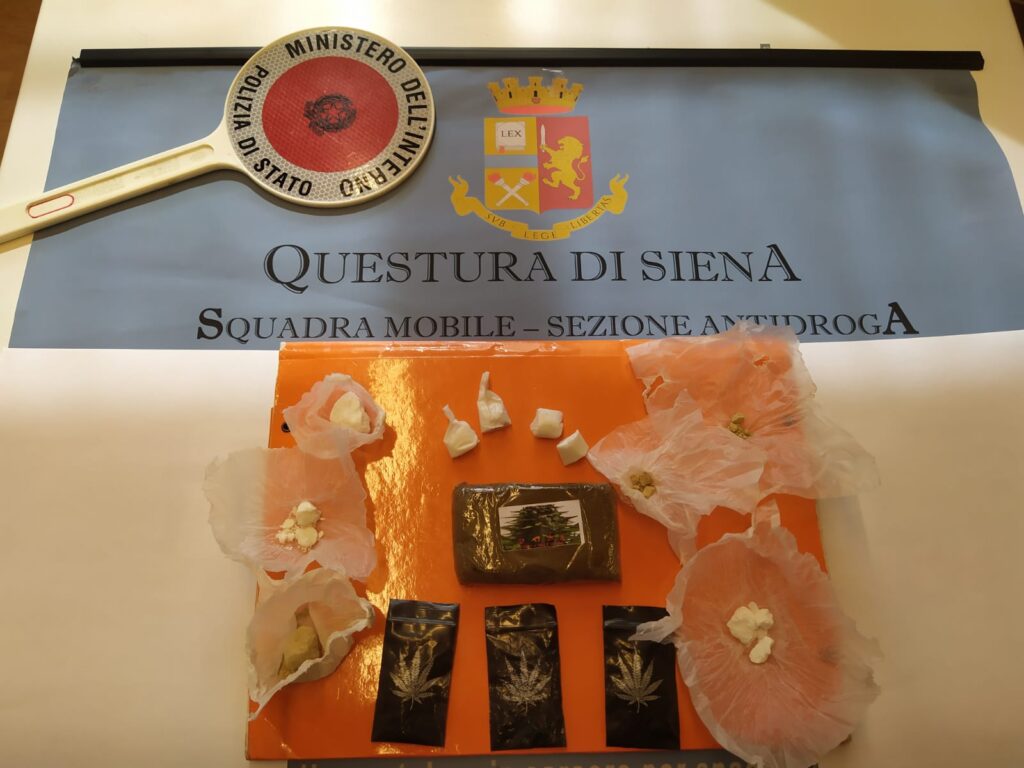 MINISTERO DELL'INTERNO
POLIZIA DI STATO
LEX
SVB LEGE LIBERTAS
QUESTURA DI SIENA
SQUADRA MOBILE – SEZIONE ANTIDROGA